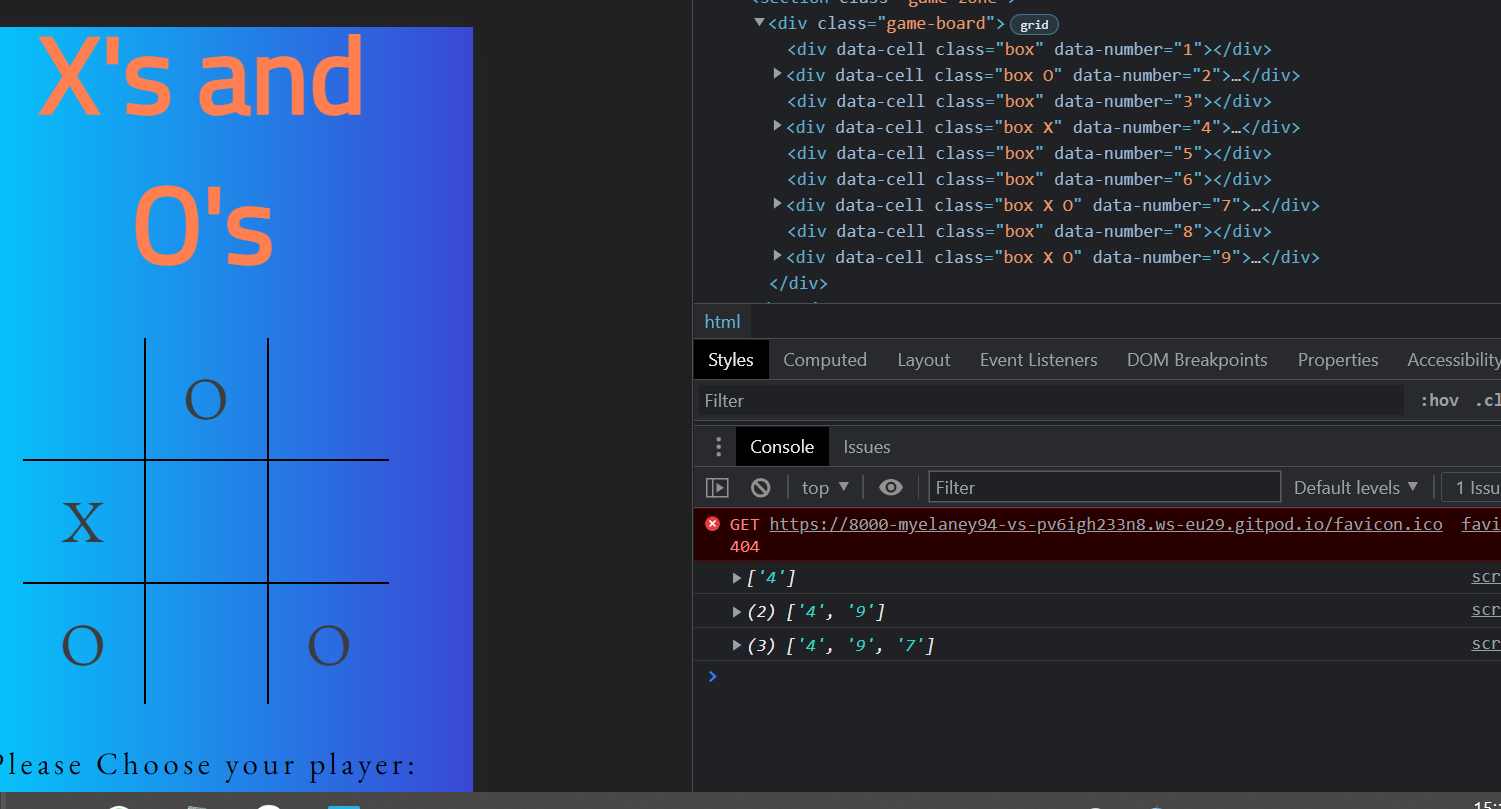 X's and
O's
O
X
O O
Please Choose your player:
<div class="game-board"> grid
<div data-cell class="box" data-number="1"></div>
<div data-cell class="box O" data-number="2">…</div>
<div data-cell class="box" data-number="3"></div>
<div data-cell class="box X" data-number="4">…</div>
<div data-cell class="box" data-number="5"></div>
<div data-cell class="box" data-number="6"></div>
<div data-cell class="box X O" data-number="7">…</div>
<div data-cell class="box" data-number="8"></div>
<div data-cell class="box X O" data-number="9">…</div>
</div>
html
Styles Computed Layout Event Listeners DOM Breakpoints Properties Accessibility
Filter :hov .cl
Console Issues
top Filter Default levels 1 Issu
GET https://8000-myelaney94-vs-pv6igh233n8.ws-eu29.gitpod.io/favicon.ico favi
404
['4'] scr
(2) ['4', '9'] scr
(3) ['4', '9', '7'] scr